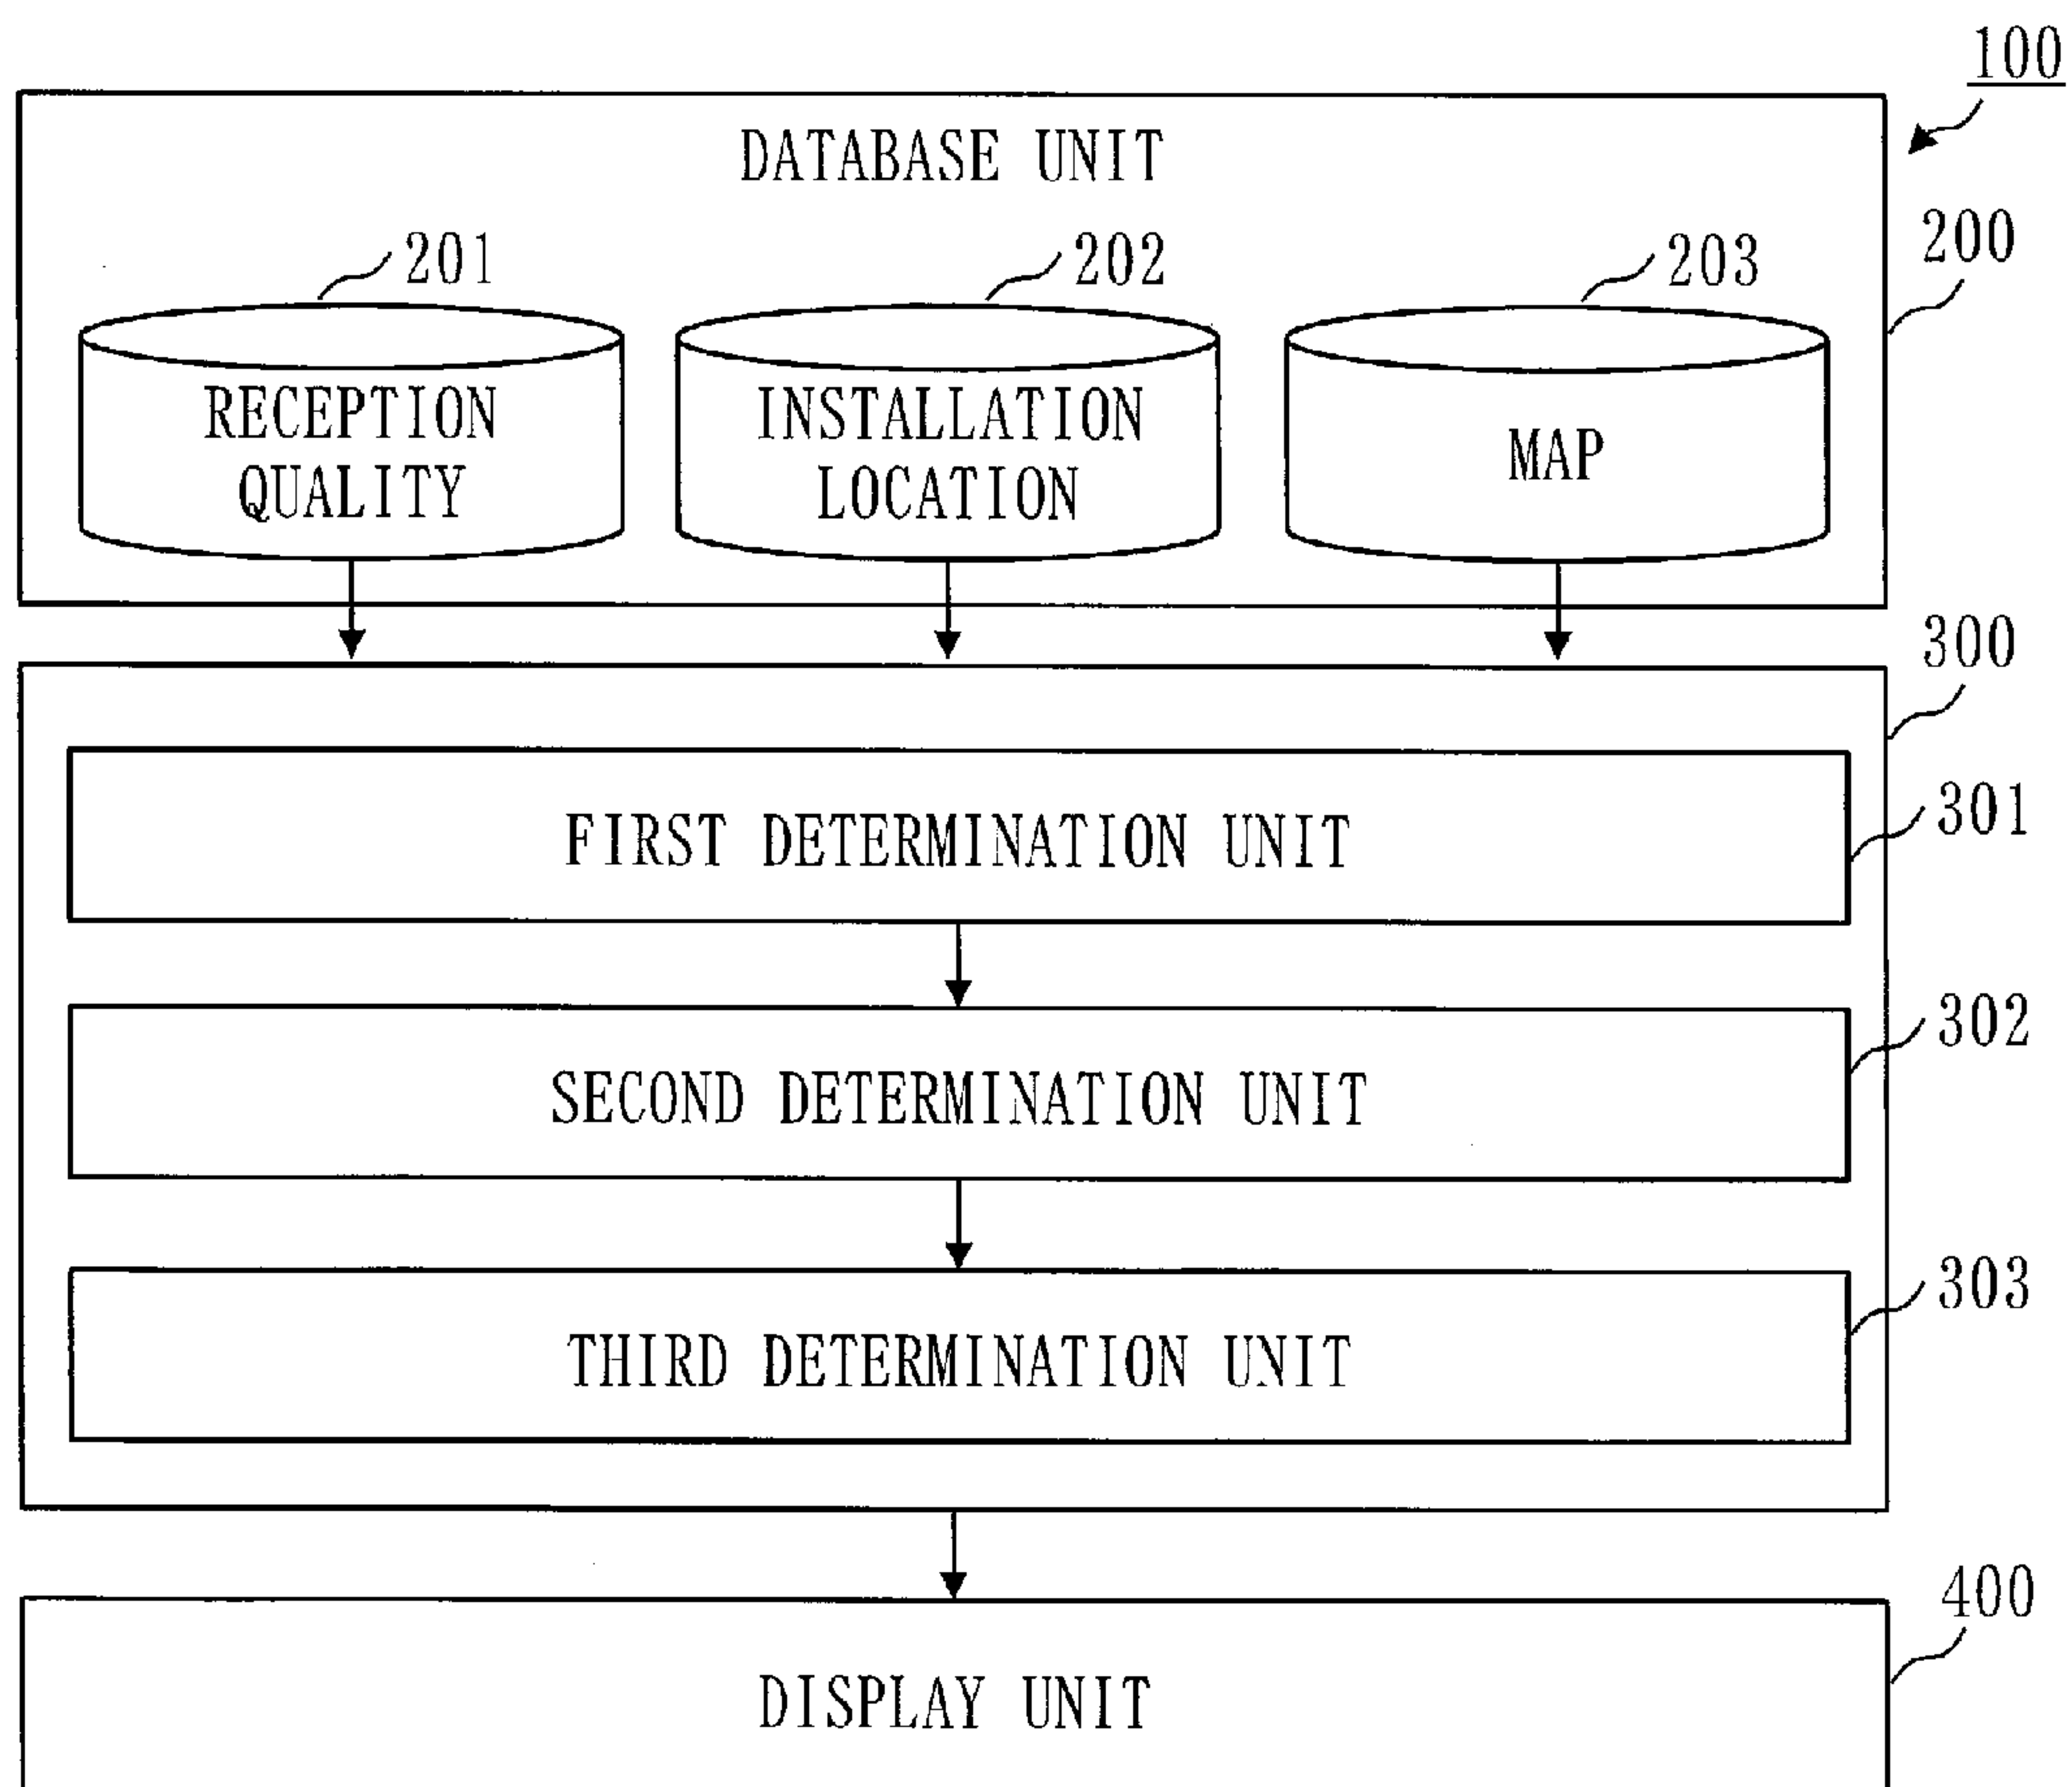 100
DATABASE UNIT
200
201
202
203
RECEPTION
QUALITY
INSTALLATION
LOCATION
MAP
300
FIRST DETERMINATION UNIT
301
SECOND DETERMINATION UNIT
302
THIRD DETERMINATION UNIT
303
400
DISPLAY UNIT